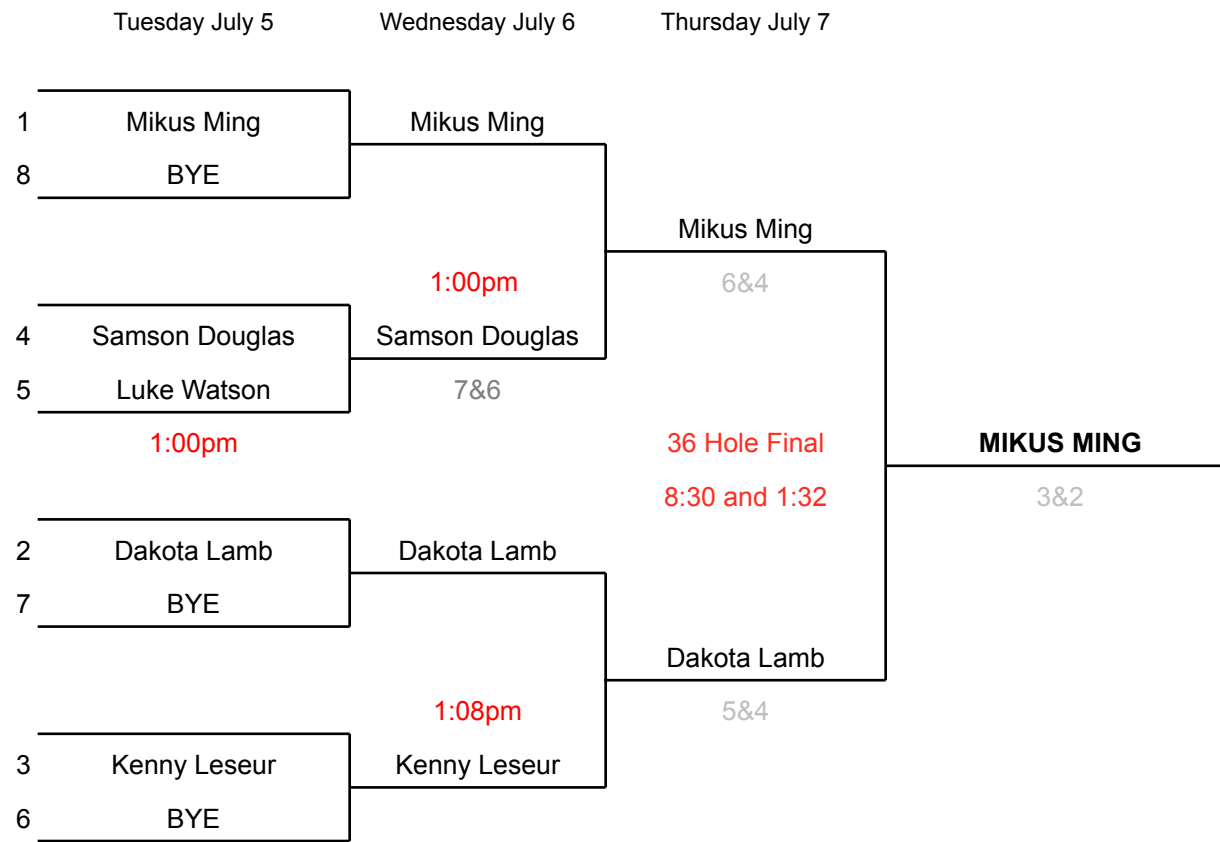 Tuesday July 5 Wednesday July 6 Thursday July 7
1 Mikus Ming Mikus Ming
8 BYE
Mikus Ming
1:00pm 6&4
4 Samson Douglas Samson Douglas
5 Luke Watson 7&6
1:00pm 36 Hole Final MIKUS MING
8:30 and 1:32 3&2
2 Dakota Lamb Dakota Lamb
7 BYE
Dakota Lamb
1:08pm 5&4
3 Kenny Leseur Kenny Leseur
6 BYE